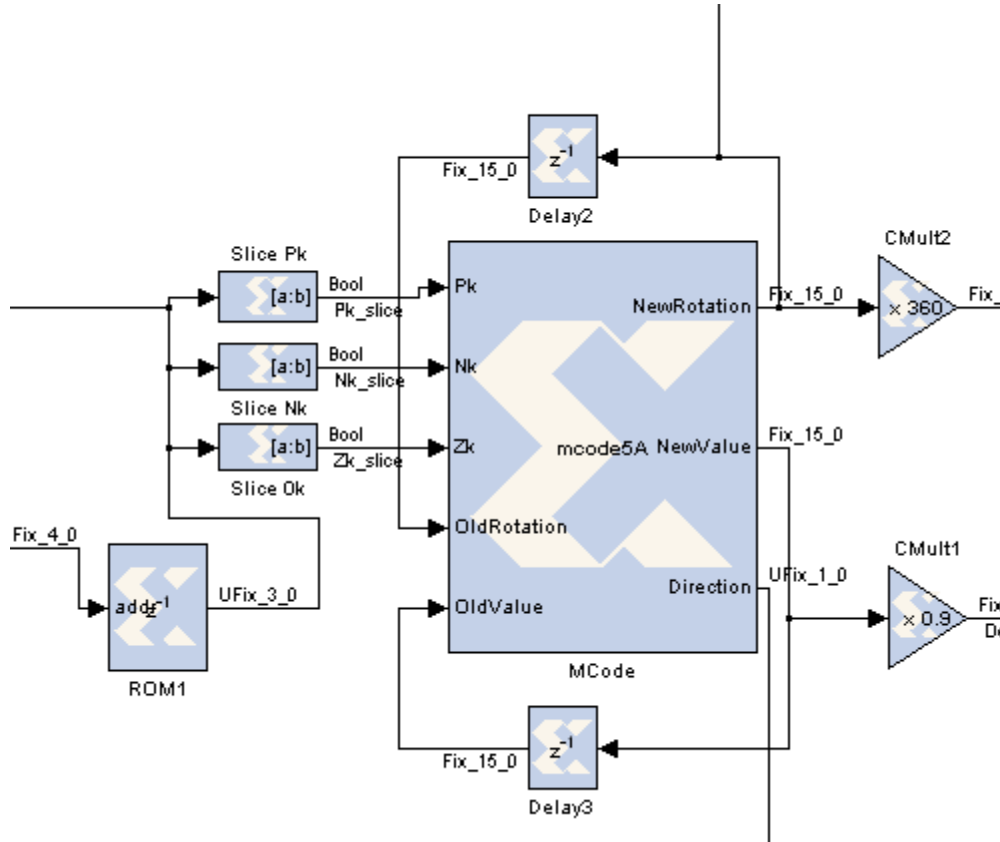 Fix_15_0
z-1
Delay2
CMult2
Slice Pk
[a:b]
Bool
Pk_slice
Pk
NewRotation
Fix_15_0
x 360
Fix_
[a:b]
Bool
Nk_slice
Nk
Slice Nk
[a:b]
Bool
Zk_slice
Zk
mcode5A
NewValue
Fix_15_0
Slice 0k
OldRotation
Fix_4_0
addr
z-1
UFix_3_0
ROM1
OldValue
Direction
UFix_1_0
CMult1
x 0.9
Fix
De
MCode
Fix_15_0
z-1
Delay3